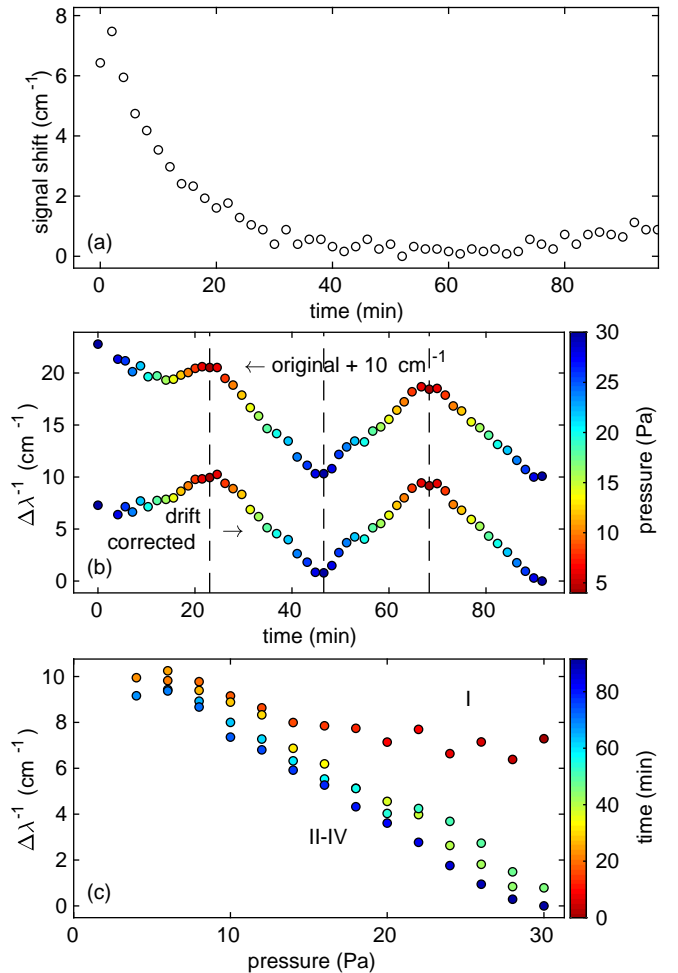 8
6
4
2
0
signal shift (cm⁻¹)
(a)
0 20 40 60 80
time (min)
20
15
10
5
0
Δλ⁻¹ (cm⁻¹)
← original + 10 cm⁻¹
drift →
corrected
(b)
0 20 40 60 80
time (min)
30
25
20
15
10
5
pressure (Pa)
10
8
6
4
2
0
Δλ⁻¹ (cm⁻¹)
I
II-IV
(c)
0 10 20 30
pressure (Pa)
80
60
40
20
0
time (min)